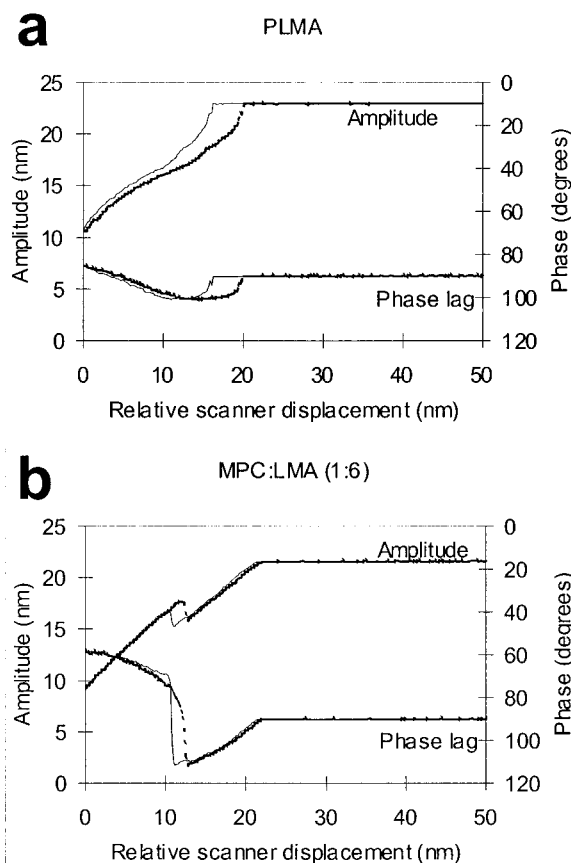 a
PLMA
Amplitude (nm)
25
20
15
10
5
0
Amplitude
Phase lag
0
20
40
60
80
100
120
Phase (degrees)
0 10 20 30 40 50
Relative scanner displacement (nm)
b
MPC:LMA (1:6)
Amplitude (nm)
25
20
15
10
5
0
Amplitude
Phase lag
0
20
40
60
80
100
120
Phase (degrees)
0 10 20 30 40 50
Relative scanner displacement (nm)